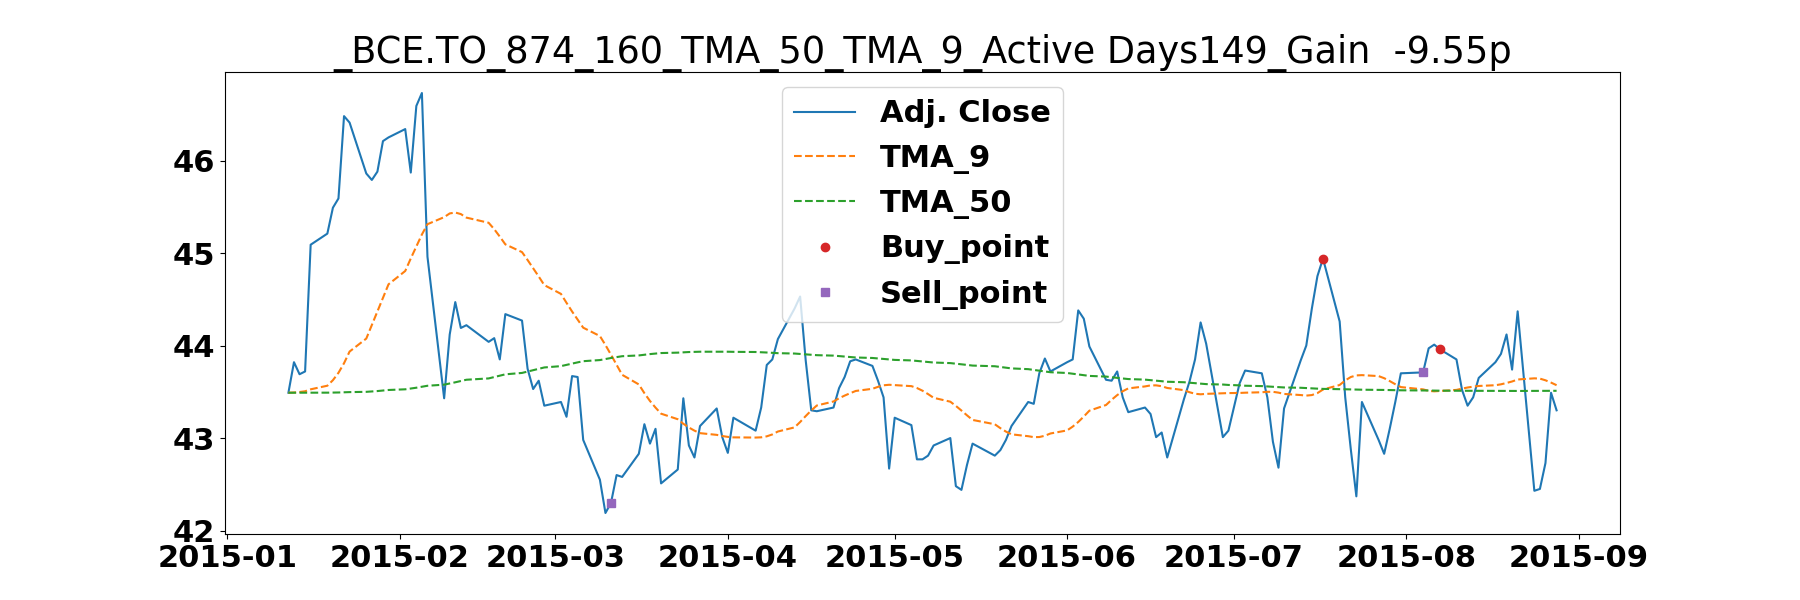 _BCE.TO_874_160_TMA_50_TMA_9_Active Days149_Gain  -9.55p
Adj. Close
TMA_9
TMA_50
Buy_point
Sell_point
46
45
44
43
42
2015-01 2015-02 2015-03 2015-04 2015-05 2015-06 2015-07 2015-08 2015-09